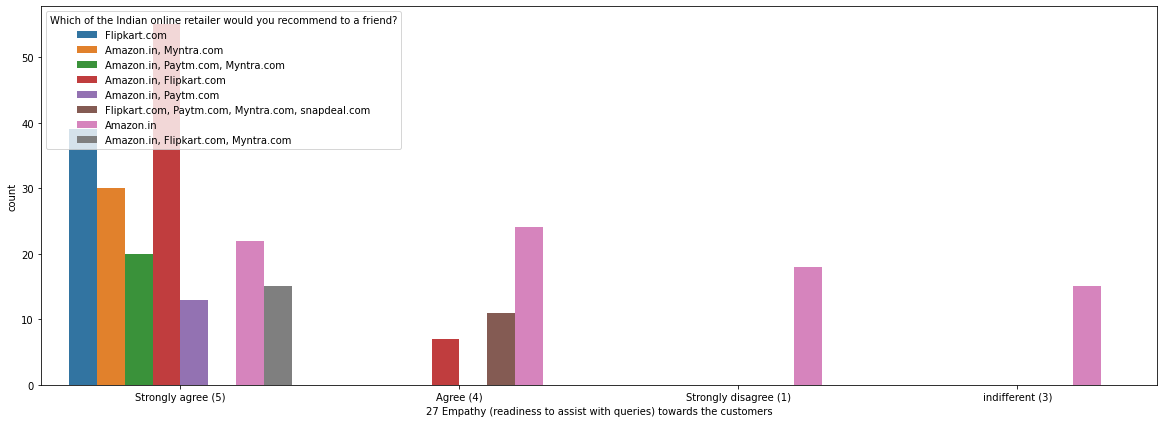 Which of the Indian online retailer would you recommend to a friend?
Flipkart.com
Amazon.in, Myntra.com
Amazon.in, Paytm.com, Myntra.com
Amazon.in, Flipkart.com
Amazon.in, Paytm.com
Flipkart.com, Paytm.com, Myntra.com, snapdeal.com
Amazon.in
Amazon.in, Flipkart.com, Myntra.com
count
50
40
30
20
10
0
Strongly agree (5)
Agree (4)
Strongly disagree (1)
indifferent (3)
27 Empathy (readiness to assist with queries) towards the customers